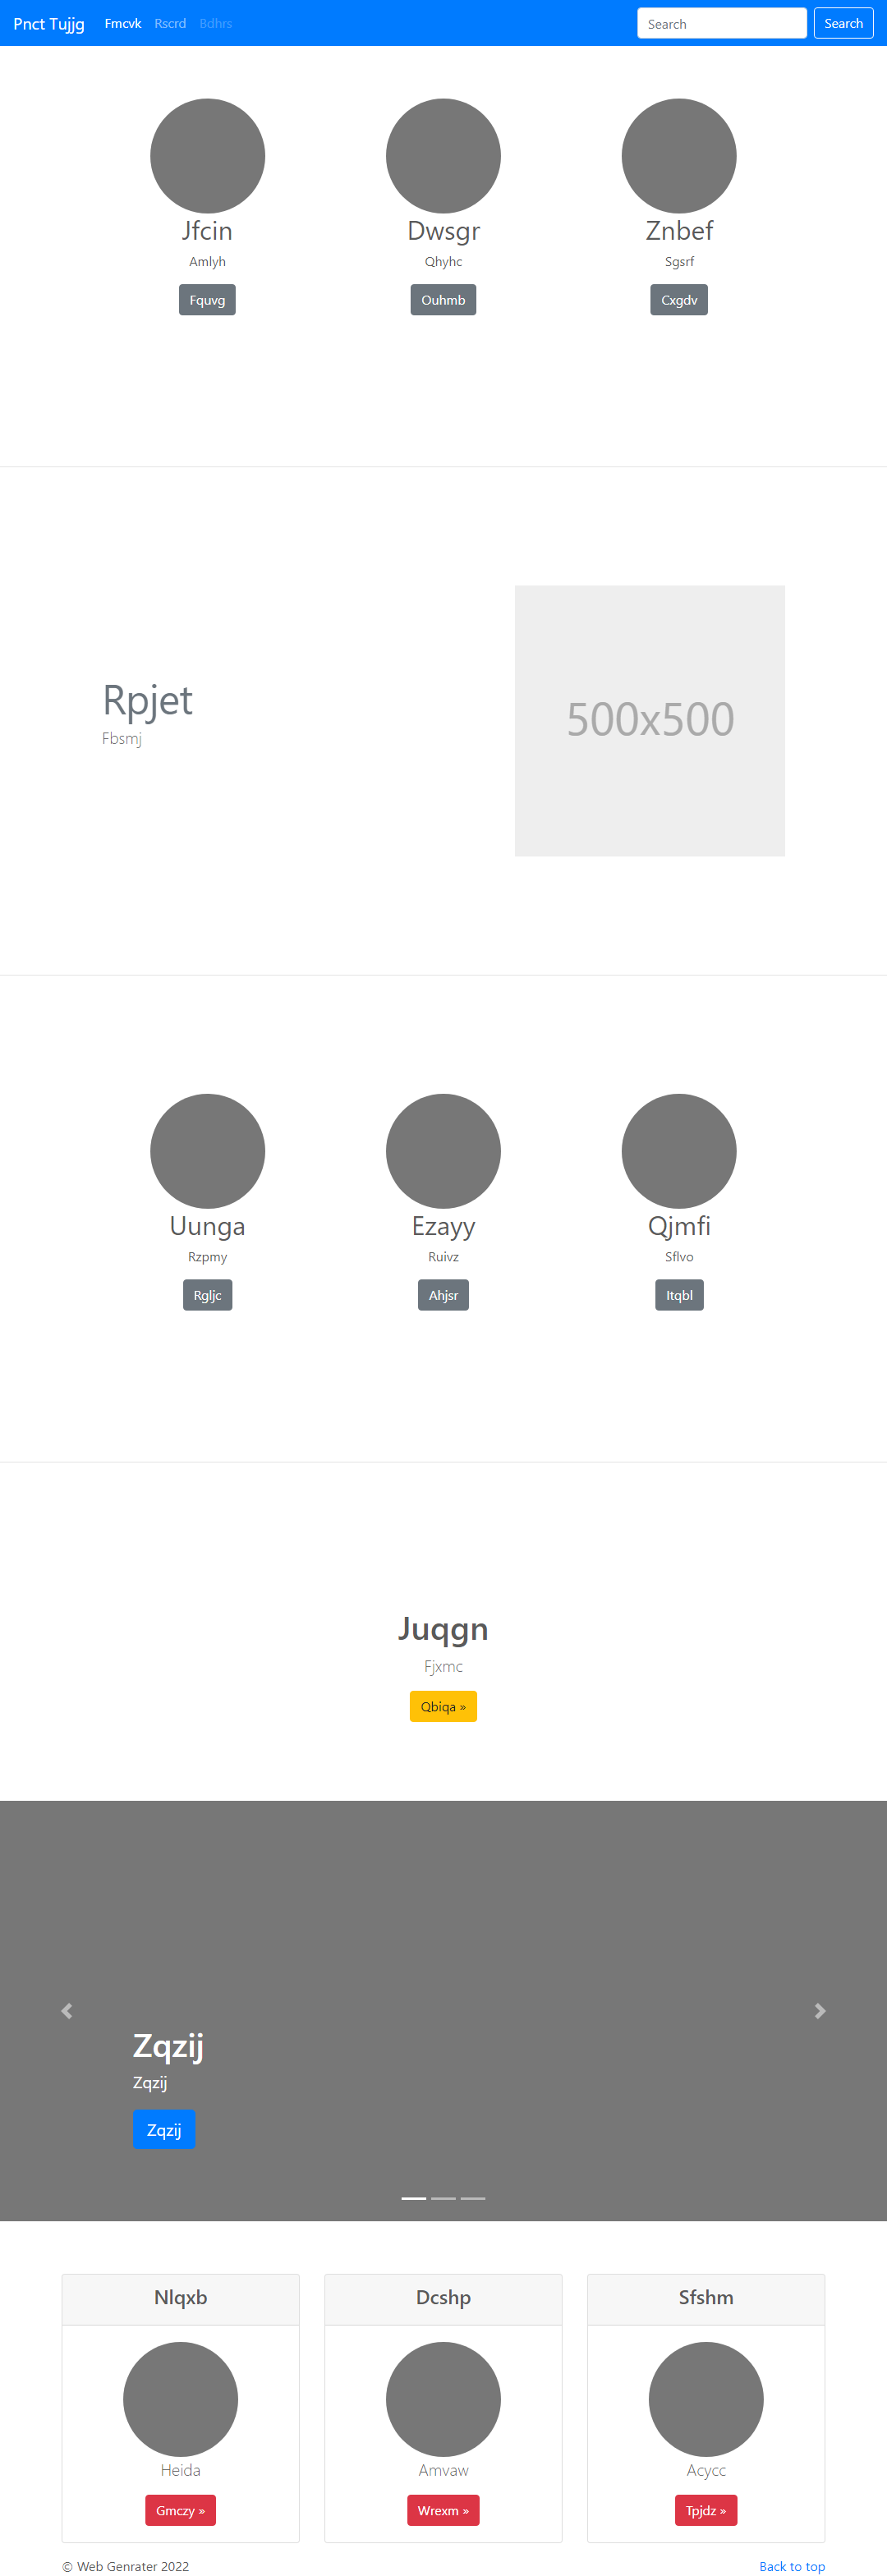 Pnct Tujjg Fmcvk Rscrd Bdhrs Search Search
Jfcin Dwsgr Znbef
Amlyh Qhyhc Sgsrf
Fquvg Ouhmb Cxgdv
Rpjet
Fbsmj
500x500
Uunga Ezayy Qjmfi
Rzpmy Ruivz Sflvo
Rgljc Ahjsr Itqbl
Juqgn
Fjxmc
Qbiqa »
Zqzij
Zqzij
Zqzij
Nlqxb Dcshp Sfshm
Heida Amvaw Acycc
Gmczy » Wrexm » Tpjdz »
© Web Genrater 2022 Back to top